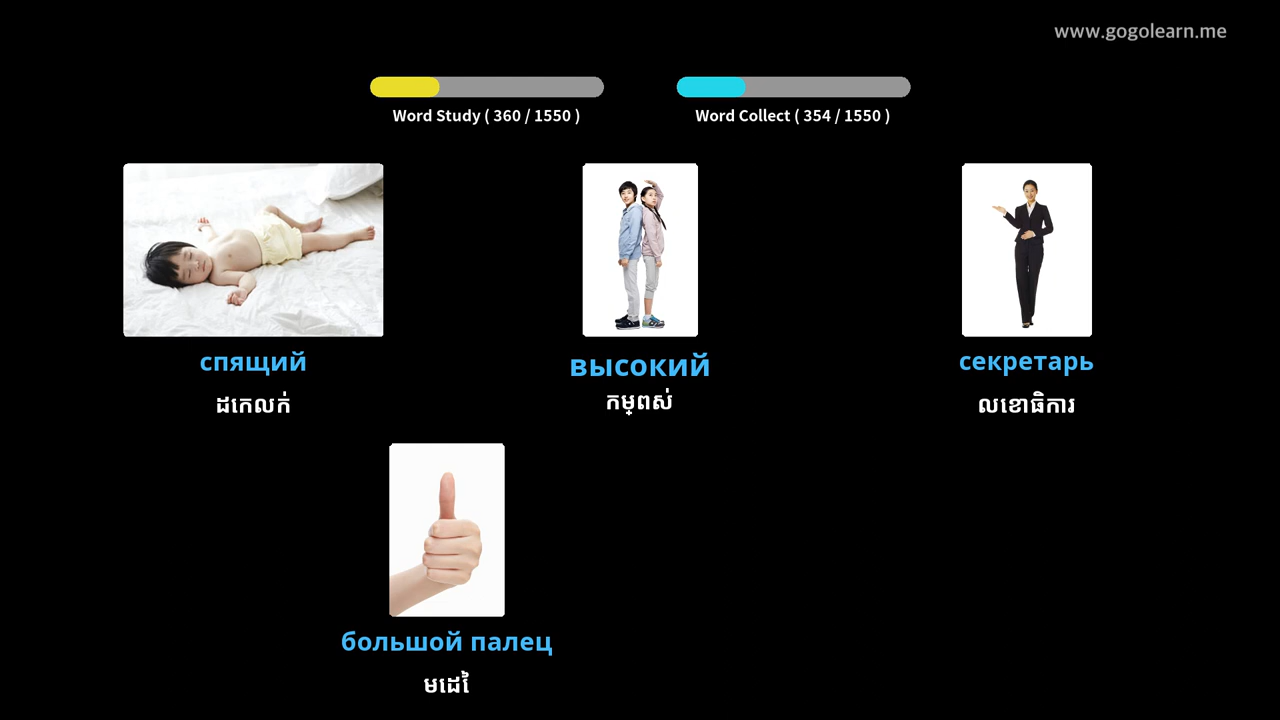 www.gogolearn.me
Word Study ( 360 / 1550 )
Word Collect ( 354 / 1550 )
спящий
ដេកលក់
высокий
កម្ពស់
секретарь
លេខាធិការ
большой палец
មេដៃ